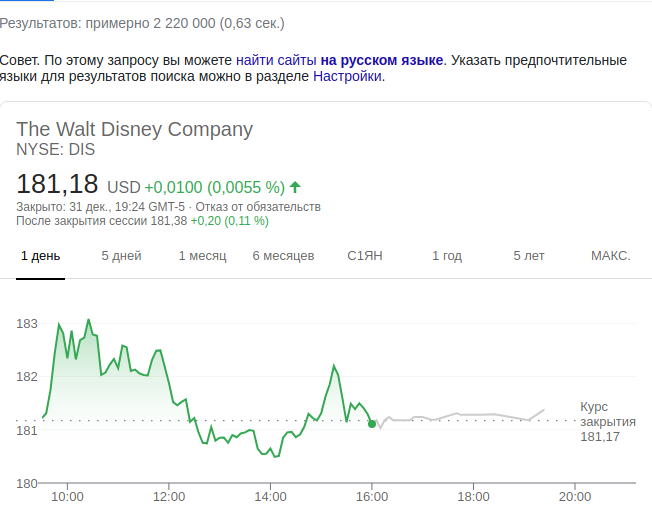 Результатов: примерно 2 220 000 (0,63 сек.)
Совет. По этому запросу вы можете найти сайты на русском языке. Указать предпочтительные
языки для результатов поиска можно в разделе Настройки.
The Walt Disney Company
NYSE: DIS
181,18 USD +0,0100 (0,0055 %)
Закрыто: 31 дек., 19:24 GMT-5 · Отказ от обязательств
После закрытия сессии 181,38 +0,20 (0,11 %)
1 день 5 дней 1 месяц 6 месяцев С1ЯН 1 год 5 лет МАКС.
183
182
181
180
Курс
закрытия
181,17
10:00 12:00 14:00 16:00 18:00 20:00